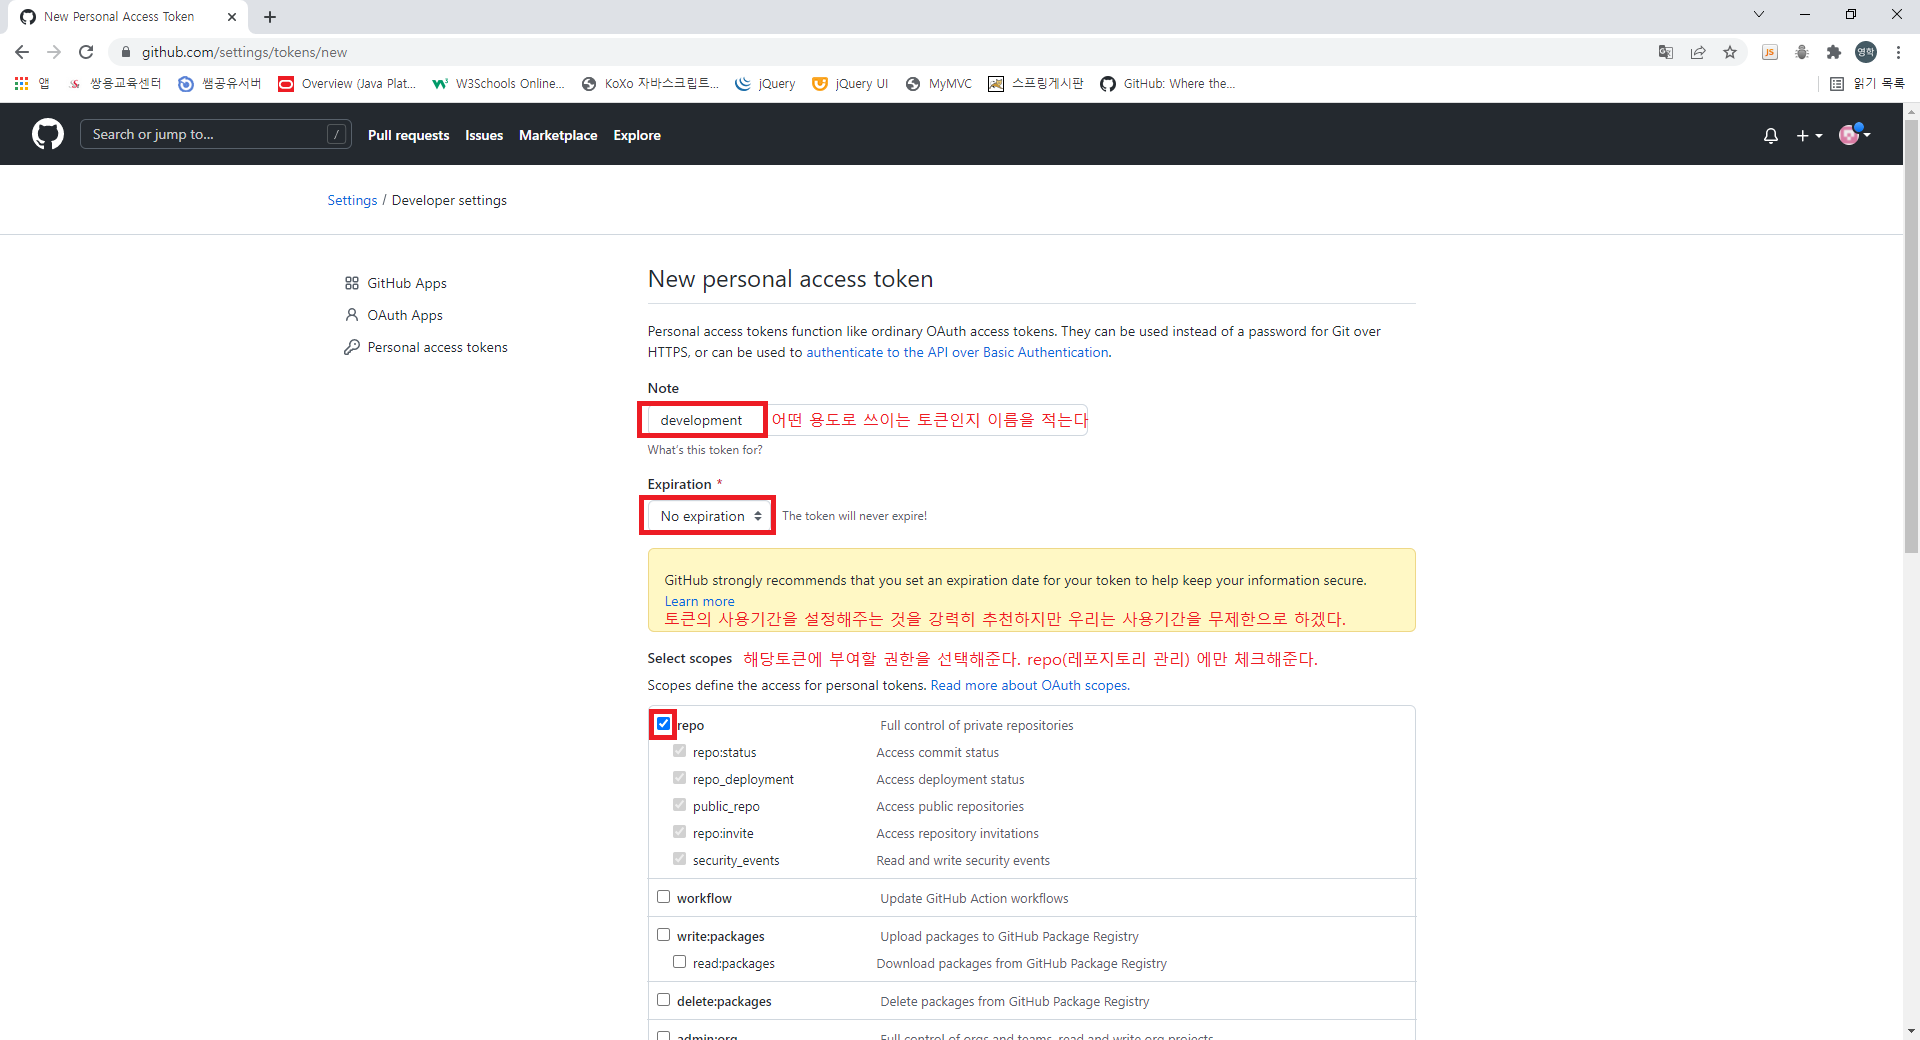 New Personal Access Token
github.com/settings/tokens/new
앱 쌍용교육센터 쌤공유서버 Overview (Java Plat... W3Schools Online... KoXo 자바스크립트... jQuery jQuery UI MyMVC 스프링게시판 GitHub: Where the... 읽기 목록
JS 영학
Search or jump to... / Pull requests Issues Marketplace Explore
Settings / Developer settings
GitHub Apps
OAuth Apps
Personal access tokens
New personal access token
Personal access tokens function like ordinary OAuth access tokens. They can be used instead of a password for Git over
HTTPS, or can be used to authenticate to the API over Basic Authentication.
Note
development 어떤 용도로 쓰이는 토큰인지 이름을 적는다
What's this token for?
Expiration *
No expiration The token will never expire!
GitHub strongly recommends that you set an expiration date for your token to help keep your information secure.
Learn more
토큰의 사용기간을 설정해주는 것을 강력히 추천하지만 우리는 사용기간을 무제한으로 하겠다.
Select scopes 해당토큰에 부여할 권한을 선택해준다. repo(레포지토리 관리) 에만 체크해준다.
Scopes define the access for personal tokens. Read more about OAuth scopes.
repo Full control of private repositories
repo:status Access commit status
repo_deployment Access deployment status
public_repo Access public repositories
repo:invite Access repository invitations
security_events Read and write security events
workflow Update GitHub Action workflows
write:packages Upload packages to GitHub Package Registry
read:packages Download packages from GitHub Package Registry
delete:packages Delete packages from GitHub Package Registry
admin:org Full control of orgs and teams, read and write org projects